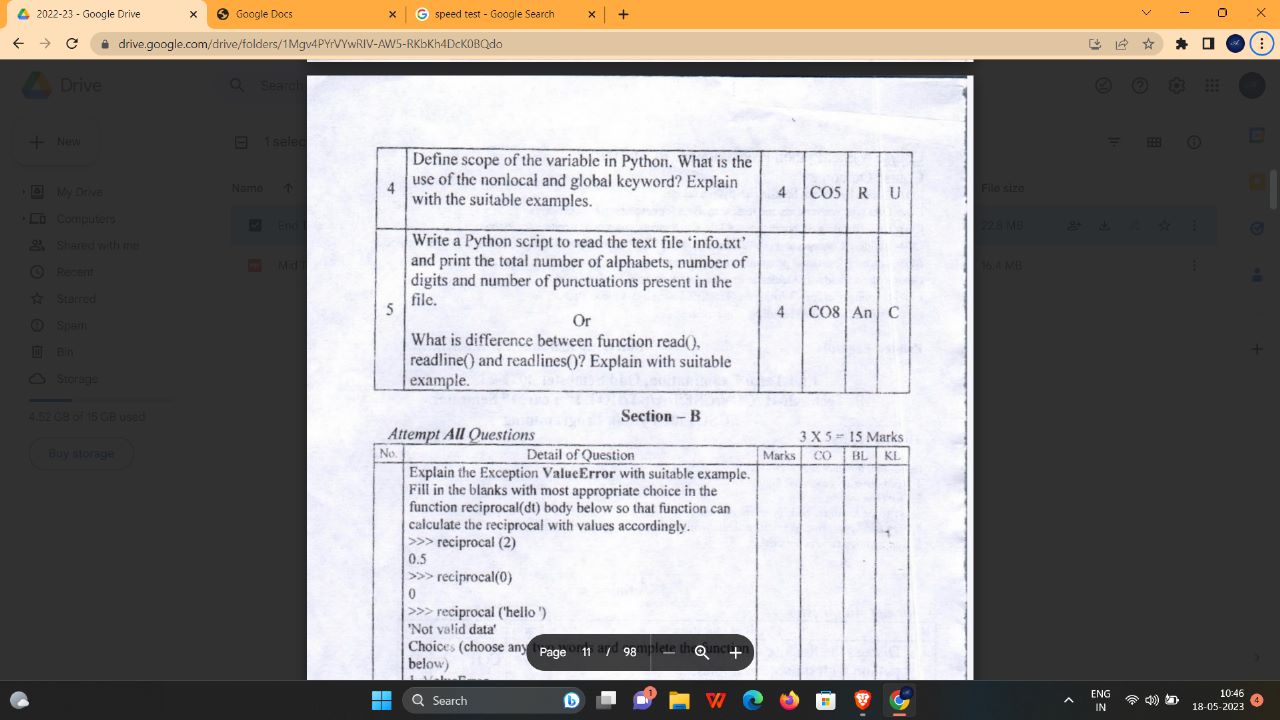 2022-23 - Google Drive
Google Docs
speed test - Google Search
drive.google.com/drive/folders/1Mgv4PYrVYwRIV-AW5-RKbKh4DcK0BQdo
Drive
Search
New
1 selec
My Drive
Computers
Shared with me
Recent
Starred
Spam
Bin
Storage
4.52 GB of 15 GB used
Buy storage
Name
File size
End T
22.8 MB
Mid T
16.4 MB
4 Define scope of the variable in Python. What is the
use of the nonlocal and global keyword? Explain 4 CO5 R U
with the suitable examples.
Write a Python script to read the text file ‘info.txt’
and print the total number of alphabets, number of
digits and number of punctuations present in the
file.
5 Or 4 CO8 An C
What is difference between function read(),
readline() and readlines()? Explain with suitable
example.
Section – B
Attempt All Questions 3 X 5 = 15 Marks
No. Detail of Question Marks CO BL KL
Explain the Exception ValueError with suitable example.
Fill in the blanks with most appropriate choice in the
function reciprocal(dt) body below so that function can
calculate the reciprocal with values accordingly.
>>> reciprocal (2)
0.5
>>> reciprocal(0)
0
>>> reciprocal ('hello ')
'Not valid data'
Choices (choose any
below)
Page 11 / 98
Search
1
ENG
IN
10:46
18-05-2023
4